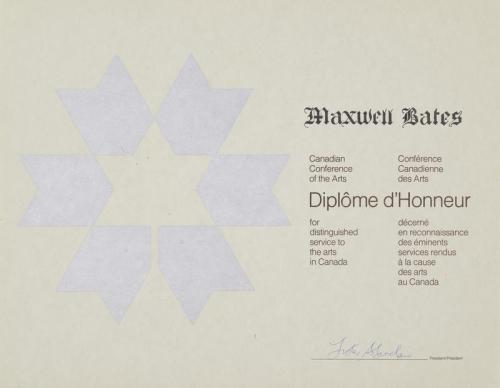 Maxwell Bates
Canadian
Conference
of the Arts
Conférence
Canadienne
des Arts
Diplôme d'Honneur
for
distinguished
service to
the arts
in Canada
décerné
en reconnaissance
des éminents
services rendus
à la cause
des arts
au Canada
President/Président